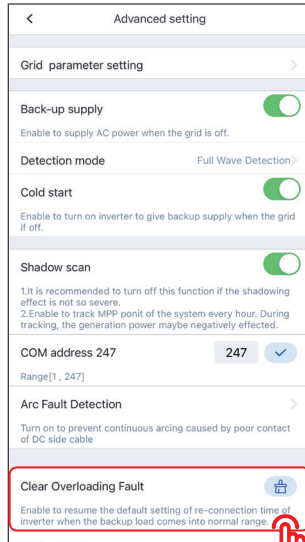 Advanced setting
Grid parameter setting
Back-up supply
Enable to supply AC power when the grid is off.
Detection mode Full Wave Detection
Cold start
Enable to turn on inverter to give backup supply when the grid
if off.
Shadow scan
1.It is recommended to turn off this function if the shadowing
effect is not so severe.
2.Enable to track MPP ponit of the system every hour. During
tracking, the generation power maybe negatively effected.
COM address 247 247
Range[1 , 247]
Arc Fault Detection
Turn on to prevent continuous arcing caused by poor contact
of DC side cable
Clear Overloading Fault
Enable to resume the default setting of re-connection time of
inverter when the backup load comes into normal range.